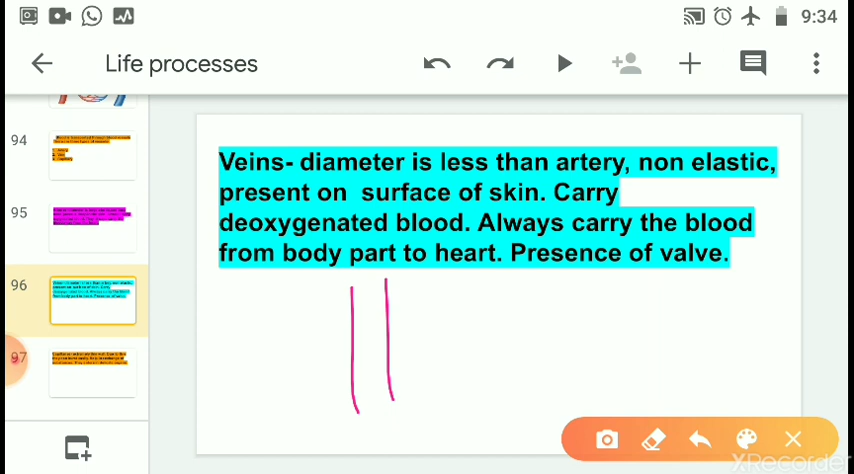 9:34
Life processes
94
95
96
97
Veins- diameter is less than artery, non elastic,
present on surface of skin. Carry
deoxygenated blood. Always carry the blood
from body part to heart. Presence of valve.
XRecorder